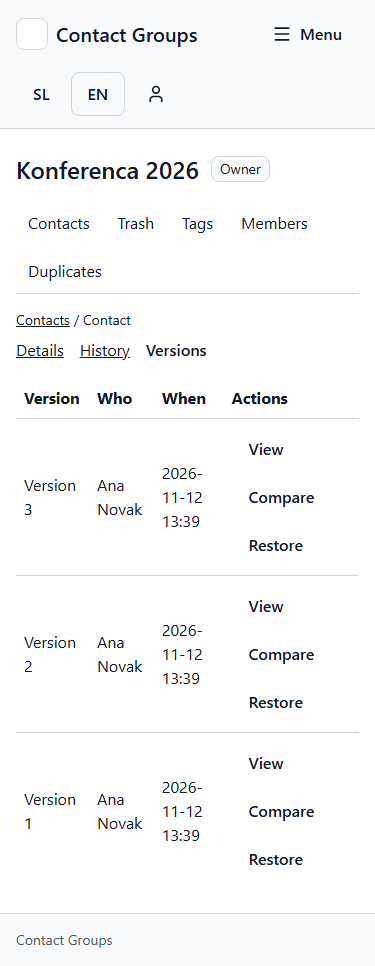 Contact Groups
Menu
SL
EN
Konferenca 2026
Owner
Contacts
Trash
Tags
Members
Duplicates
Contacts / Contact
Details
History
Versions
Version Who When Actions
Version 3
Ana Novak
2026-11-12 13:39
View
Compare
Restore
Version 2
Ana Novak
2026-11-12 13:39
View
Compare
Restore
Version 1
Ana Novak
2026-11-12 13:39
View
Compare
Restore
Contact Groups